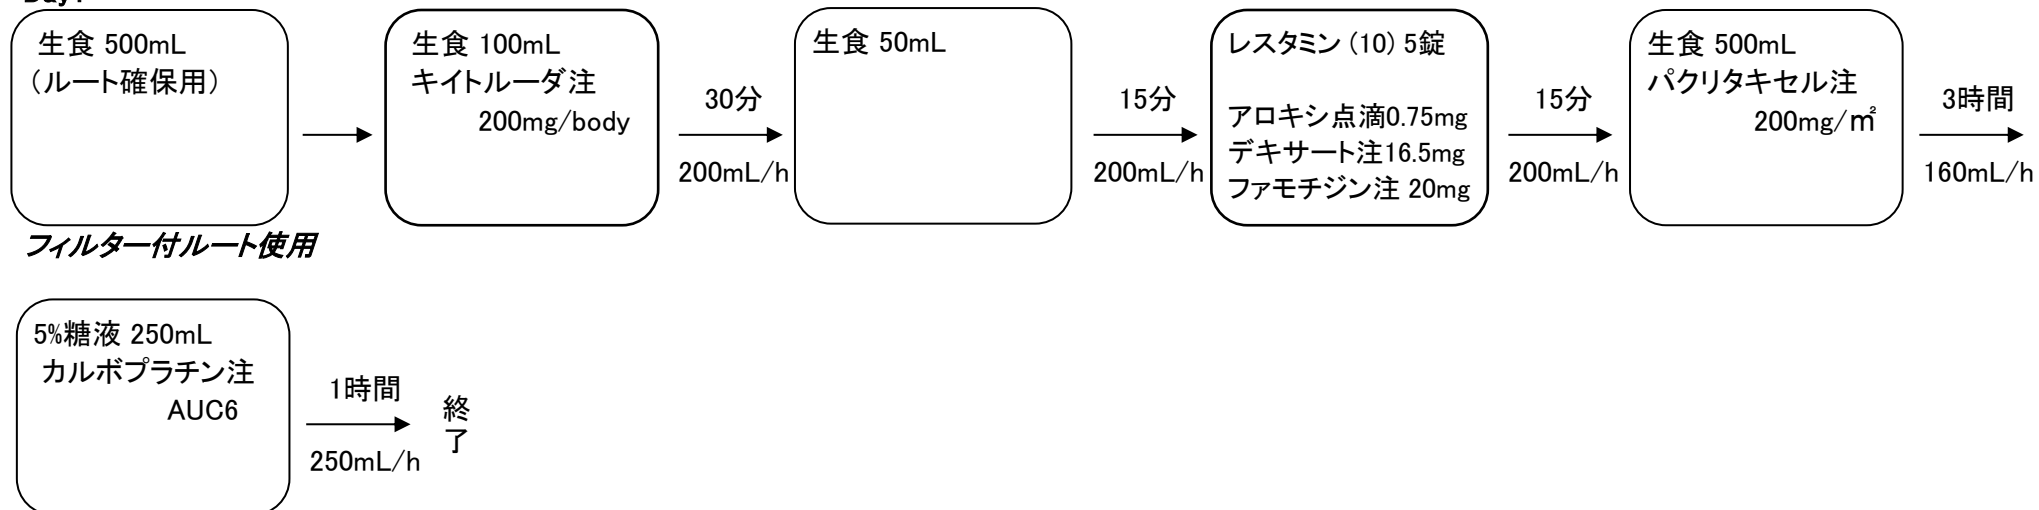 Day1
生食 500mL
(ルート確保用)
生食 100mL
キイトルーダ注
200mg/body
30分
200mL/h
生食 50mL
15分
200mL/h
レスタミン (10) 5錠
アロキシ点滴0.75mg
デキサート注16.5mg
ファモチジン注 20mg
15分
200mL/h
生食 500mL
パクリタキセル注
200mg/㎡
3時間
160mL/h
フィルター付ルート使用
5%糖液 250mL
カルボプラチン注
AUC6
1時間
250mL/h
終了